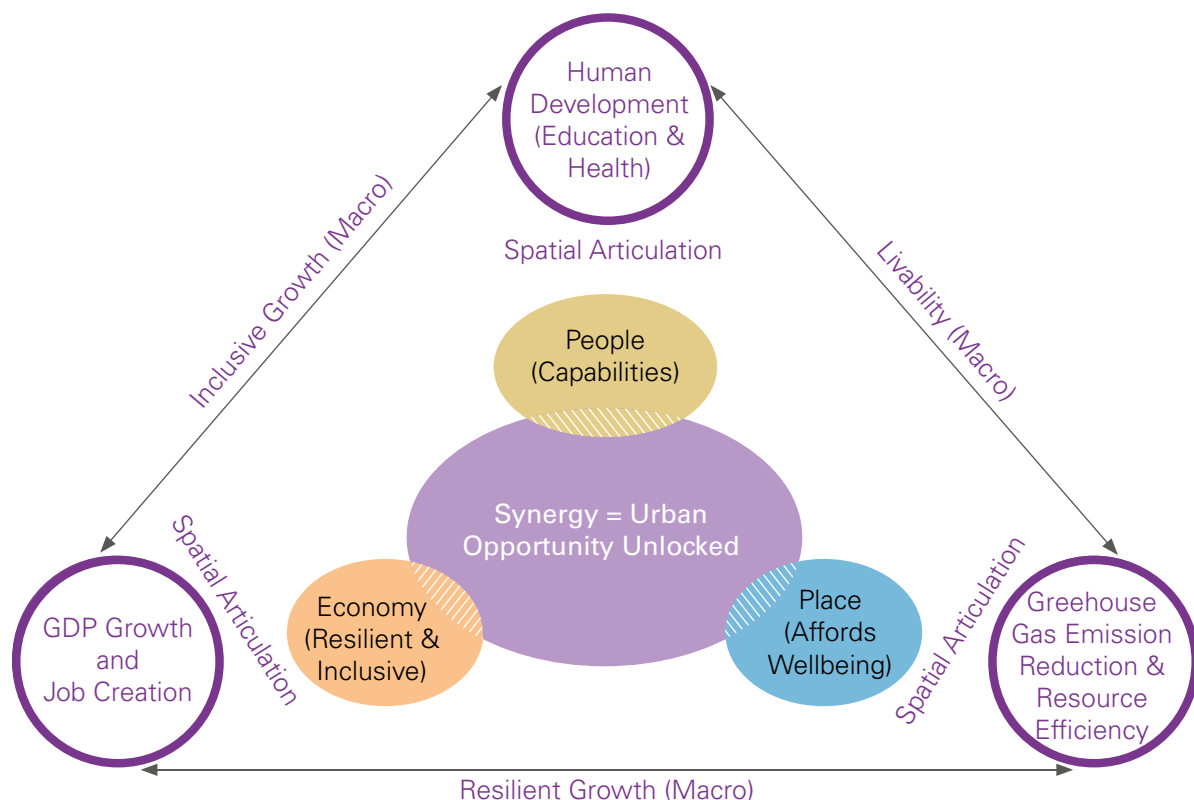 Human
Development
(Education &
Health)
Spatial Articulation
Inclusive Growth (Macro)
Livability (Macro)
People
(Capabilities)
Synergy = Urban
Opportunity Unlocked
Spatial Articulation
GDP Growth
and
Job Creation
Economy
(Resilient &
Inclusive)
Place
(Affords
Wellbeing)
Spatial Articulation
Greehouse
Gas Emission
Reduction &
Resource
Efficiency
Resilient Growth (Macro)